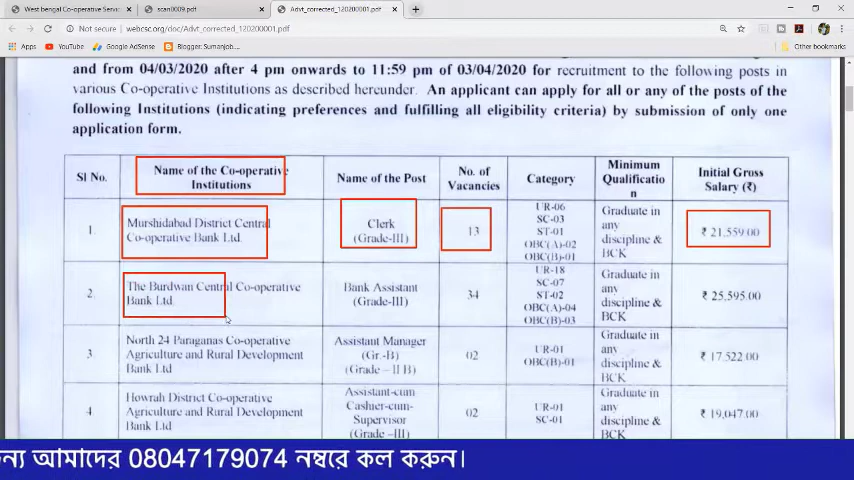 West bengal Co-operative Servic
scan0009.pdf
Advt_corrected_120200001.pdf
Not secure | webcsc.org/doc/Advt_corrected_120200001.pdf
Apps YouTube Google AdSense Blogger: Sumanjo... Other bookmarks
and from 04/03/2020 after 4 pm onwards to 11:59 pm of 03/04/2020 for recruitment to the following posts in
various Co-operative Institutions as described hereunder. An applicant can apply for all or any of the posts of the
following Institutions (indicating preferences and fulfilling all eligibility criteria) by submission of only one
application form.
Sl No.
Name of the Co-operative
Institutions
Name of the Post
No. of
Vacancies
Category
Minimum
Qualificatio
n
Initial Gross
Salary (₹)
1.
Murshidabad District Central
Co-operative Bank Ltd.
Clerk
(Grade-III)
13
UR-06
SC-03
ST-01
OBC(A)-02
OBC(B)-01
Graduate in
any
discipline &
BCK
₹ 21,559.00
2.
The Burdwan Central Co-operative
Bank Ltd.
Bank Assistant
(Grade-III)
34
UR-18
SC-07
ST-02
OBC(A)-04
OBC(B)-03
Graduate in
any
discipline &
BCK
₹ 25,595.00
3
North 24 Paraganas Co-operative
Agriculture and Rural Development
Bank Ltd
Assistant Manager
(Gr.-B)
(Grade – II B)
02
UR-01
OBC(B)-01
Graduate in
any
discipline &
BCK
₹ 17,522.00
4
Howrah District Co-operative
Agriculture and Rural Development
Bank Ltd
Assistant-cum
Cashier-cum-
Supervisor
(Grade –III)
02
UR-01
SC-01
Graduate in
any
discipline &
BCK
₹ 19,047.00
ন্য আমাদের 08047179074 নম্বরে কল করুন।